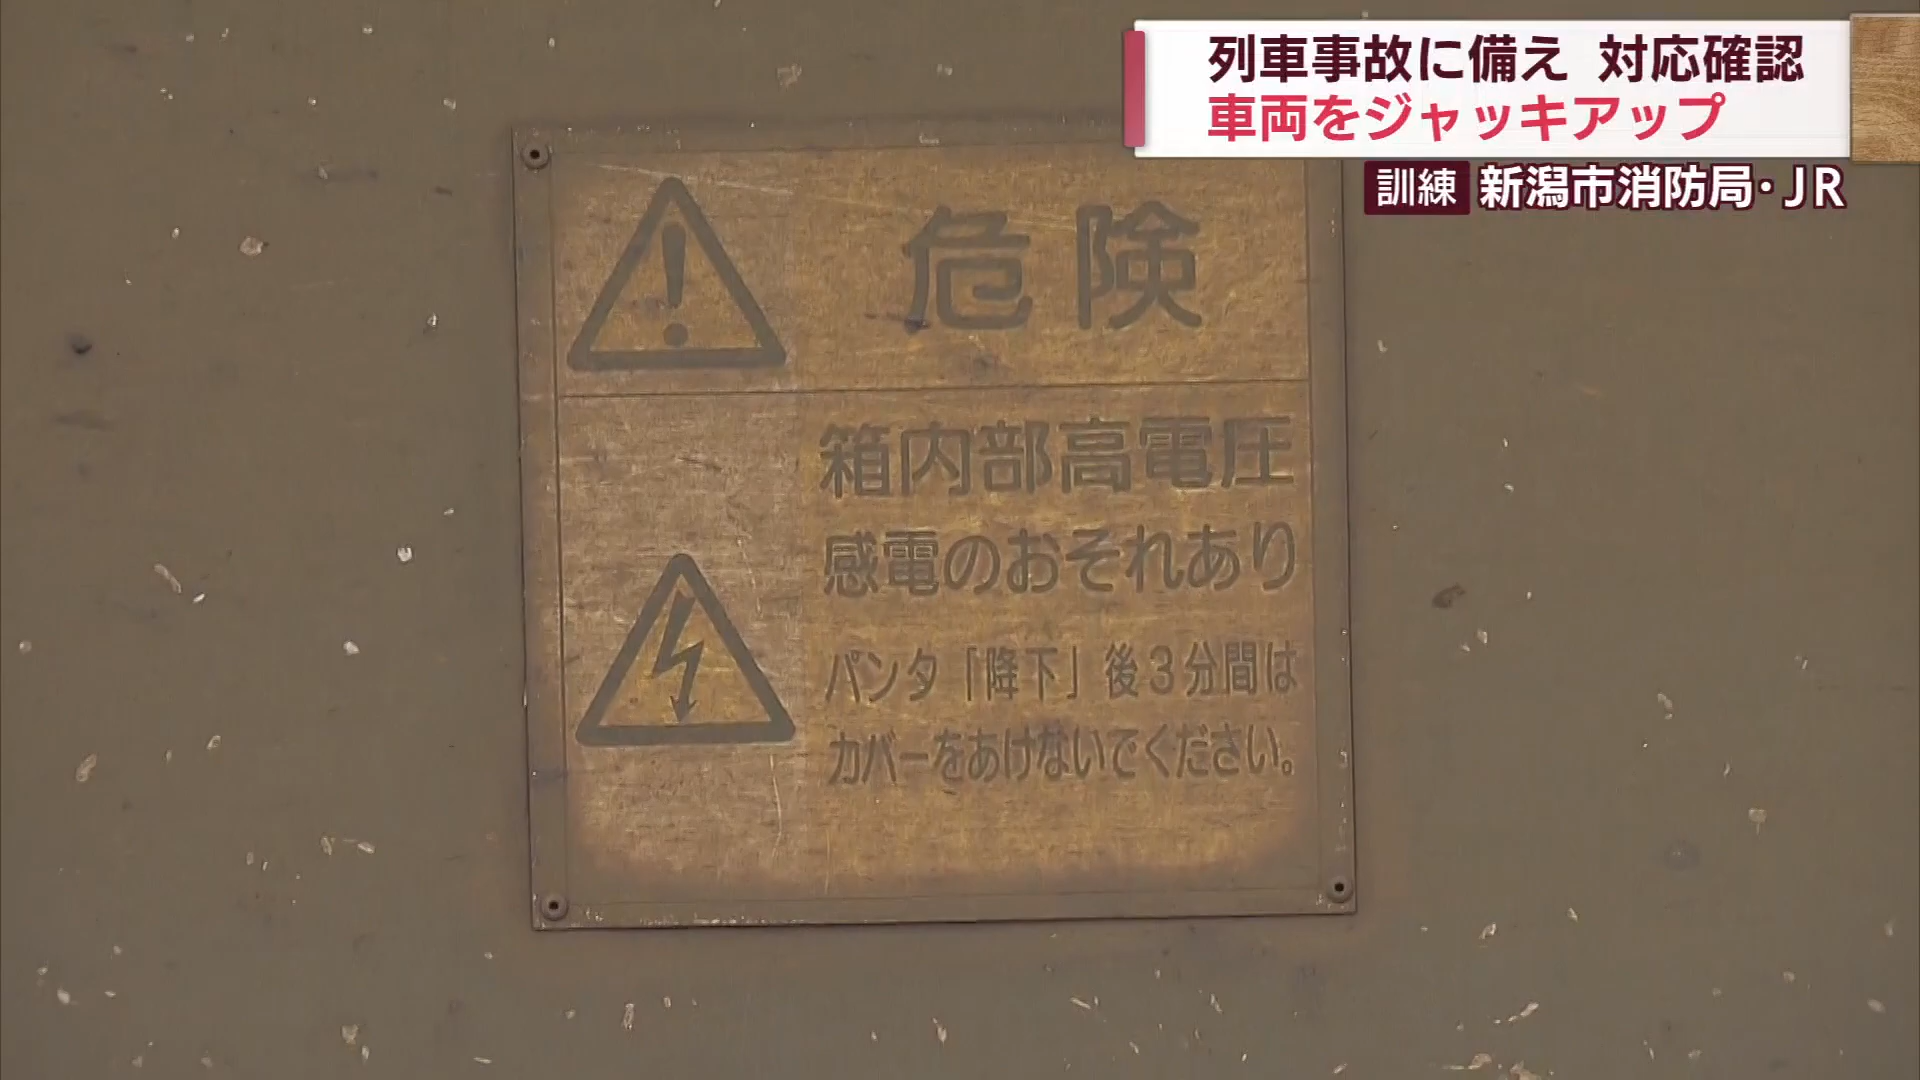 列車事故に備え 対応確認
車両をジャッキアップ
訓練 新潟市消防局・JR
危険
箱内部高電圧
感電のおそれあり
パンタ「降下」後3分間は
カバーをあけないでください。